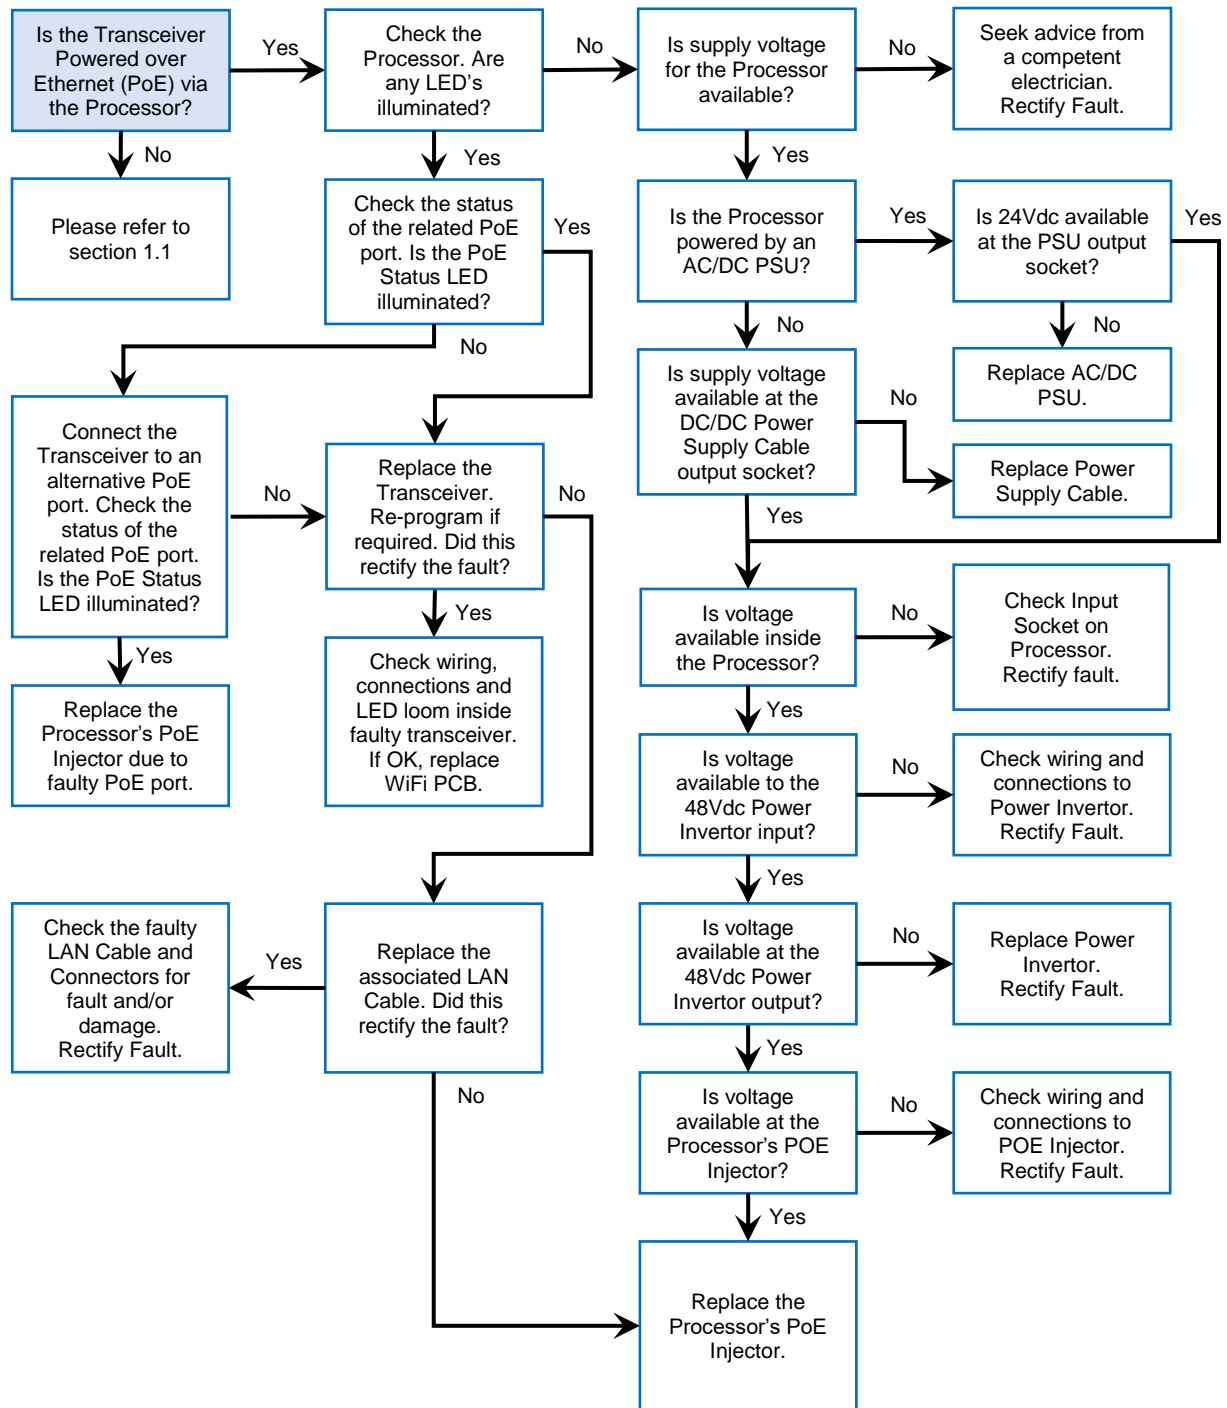 Is the Transceiver
Powered over
Ethernet (PoE) via
the Processor?
Yes
Check the
Processor. Are
any LED's
illuminated?
No
Is supply voltage
for the Processor
available?
No
Seek advice from
a competent
electrician.
Rectify Fault.
No
Yes
Yes
Please refer to
section 1.1
Check the status
of the related PoE
port. Is the PoE
Status LED
illuminated?
Yes
Is the Processor
powered by an
AC/DC PSU?
Yes
Is 24Vdc available
at the PSU output
socket?
Yes
No
No
No
Connect the
Transceiver to an
alternative PoE
port. Check the
status of the
related PoE port.
Is the PoE Status
LED illuminated?
No
Replace the
Transceiver.
Re-program if
required. Did this
rectify the fault?
No
Is supply voltage
available at the
DC/DC Power
Supply Cable
output socket?
No
Replace AC/DC
PSU.
Replace Power
Supply Cable.
Yes
Yes
Yes
Replace the
Processor’s PoE
Injector due to
faulty PoE port.
Check wiring,
connections and
LED loom inside
faulty transceiver.
If OK, replace
WiFi PCB.
Is voltage
available inside
the Processor?
No
Check Input
Socket on
Processor.
Rectify fault.
Yes
Is voltage
available to the
48Vdc Power
Invertor input?
No
Check wiring and
connections to
Power Invertor.
Rectify Fault.
Yes
Check the faulty
LAN Cable and
Connectors for
fault and/or
damage.
Rectify Fault.
Yes
Replace the
associated LAN
Cable. Did this
rectify the fault?
Is voltage
available at the
48Vdc Power
Invertor output?
No
Replace Power
Invertor.
Rectify Fault.
Yes
No
Is voltage
available at the
Processor’s POE
Injector?
No
Check wiring and
connections to
POE Injector.
Rectify Fault.
Yes
Replace the
Processor’s PoE
Injector.